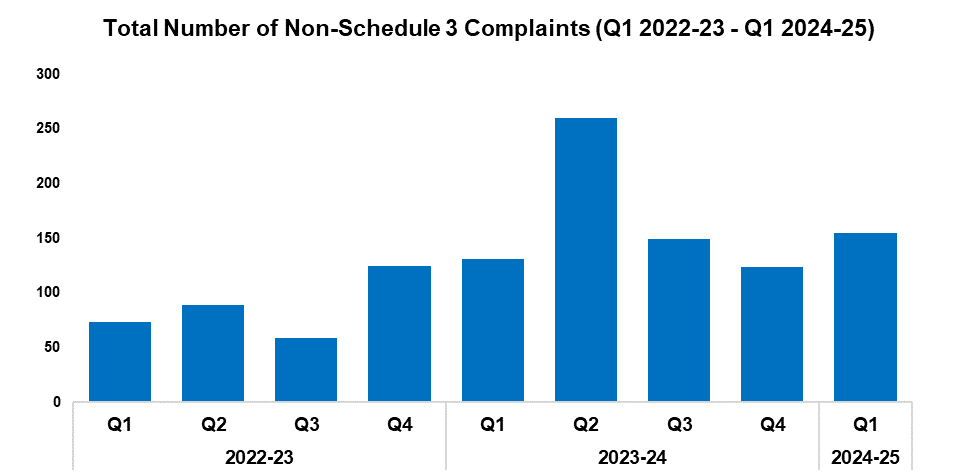 Total Number of Non-Schedule 3 Complaints (Q1 2022-23 - Q1 2024-25)
300
250
200
150
100
50
0
Q1 Q2 Q3 Q4 Q1 Q2 Q3 Q4 Q1
2022-23 2023-24 2024-25